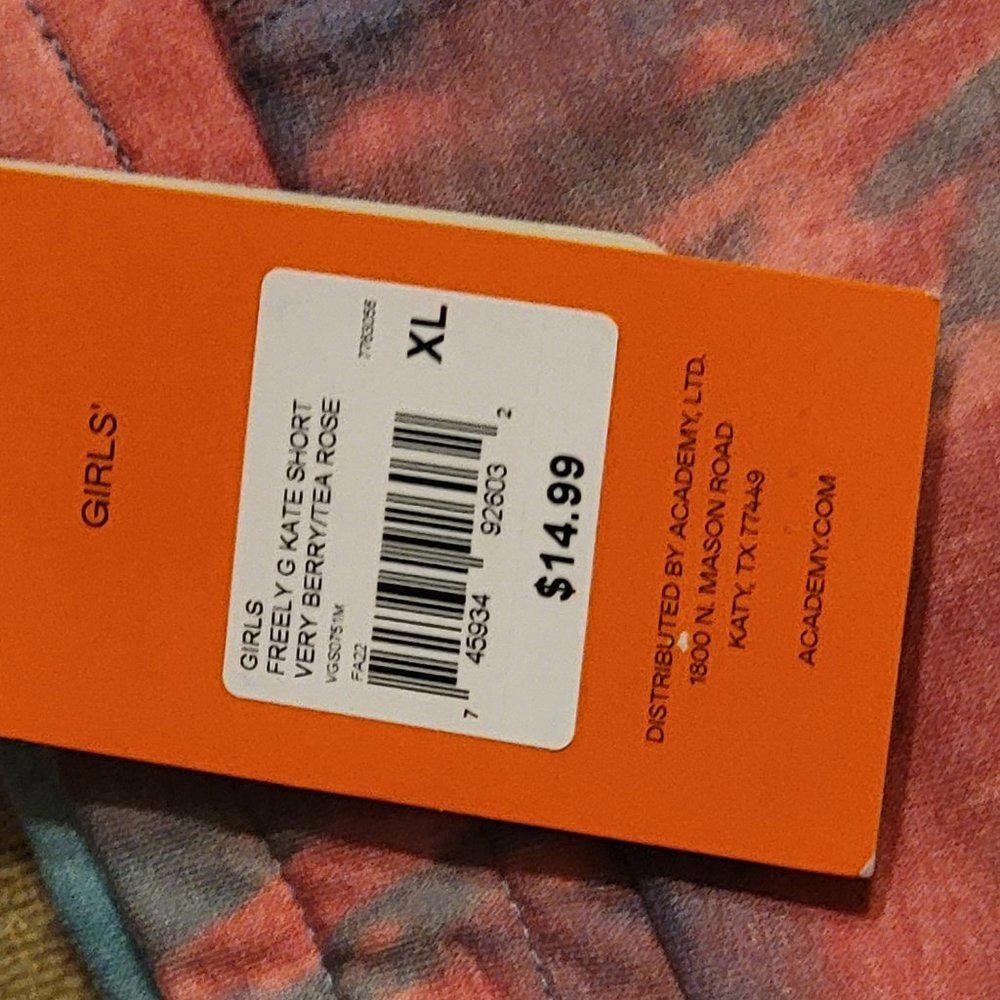 GIRLS'
GIRLS
FREELY G KATE SHORT
VERY BERRY/TEA ROSE
VGS0751M
FA22
XL
7 45934 92603 2
$14.99
DISTRIBUTED BY ACADEMY, LTD.
1800 N. MASON ROAD
KATY, TX 77449
ACADEMY.COM